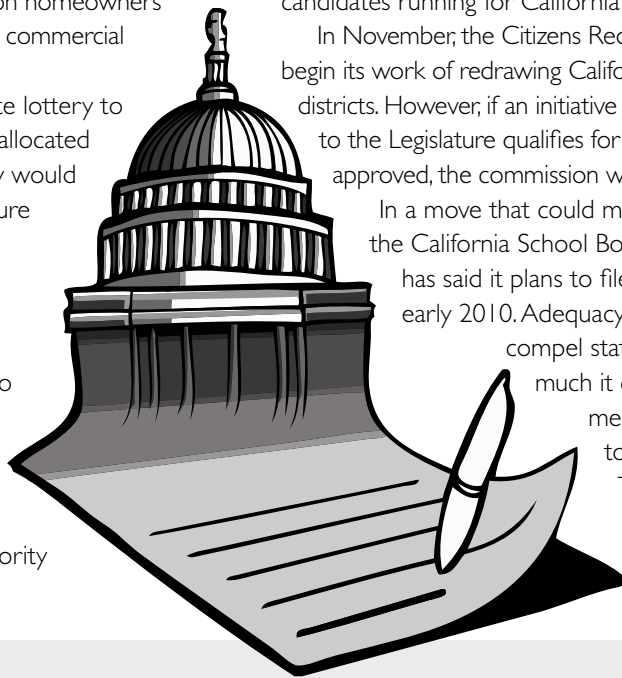 on homeowners
commercial
te lottery to
allocated
y would
ure
o
ority
candidates running for California
In November, the Citizens Red
begin its work of redrawing Califo
districts. However, if an initiative
to the Legislature qualifies for
approved, the commission w
In a move that could m
the California School Bo
has said it plans to file
early 2010. Adequacy
compel stat
much it
me
to